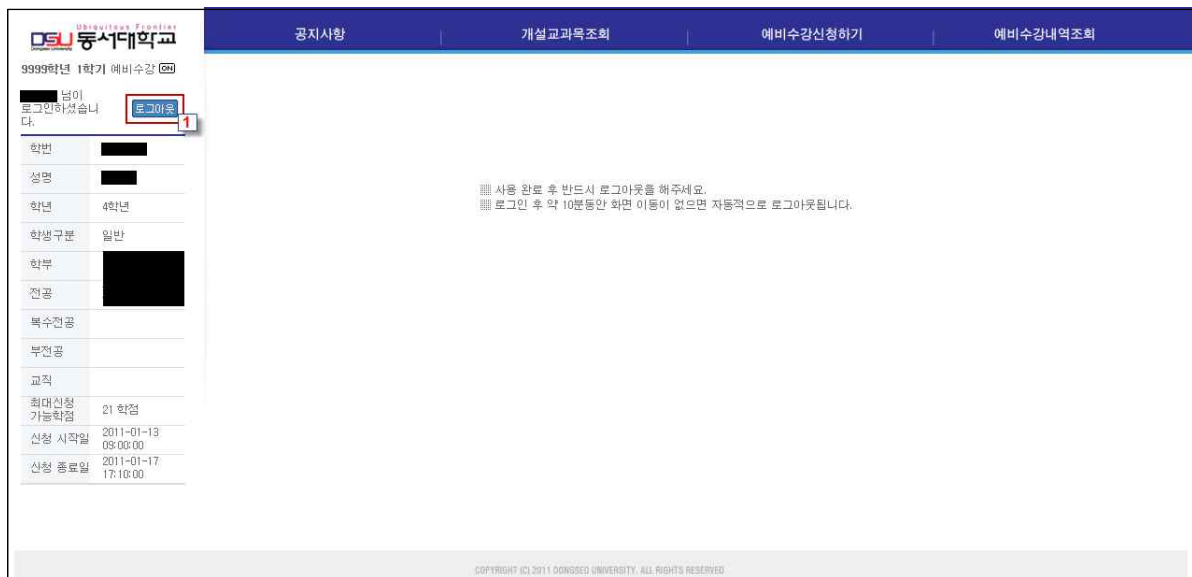 Ubiquitous Frontier
DSU 동서대학교
Dongseo University
공지사항
개설교과목조회
예비수강신청하기
예비수강내역조회
9999학년 1학기 예비수강 ON
님이
로그인하셨습니
다.
로그아웃
1
학번
성명
학년 4학년
학생구분 일반
학부
전공
복수전공
부전공
교직
최대신청
가능학점 21 학점
신청 시작일 2011-01-13
09:00:00
신청 종료일 2011-01-17
17:10:00
사용 완료 후 반드시 로그아웃을 해주세요.
로그인 후 약 10분동안 화면 이동이 없으면 자동적으로 로그아웃됩니다.
COPYRIGHT (C) 2011 DONGSEO UNIVERSITY. ALL RIGHTS RESERVED